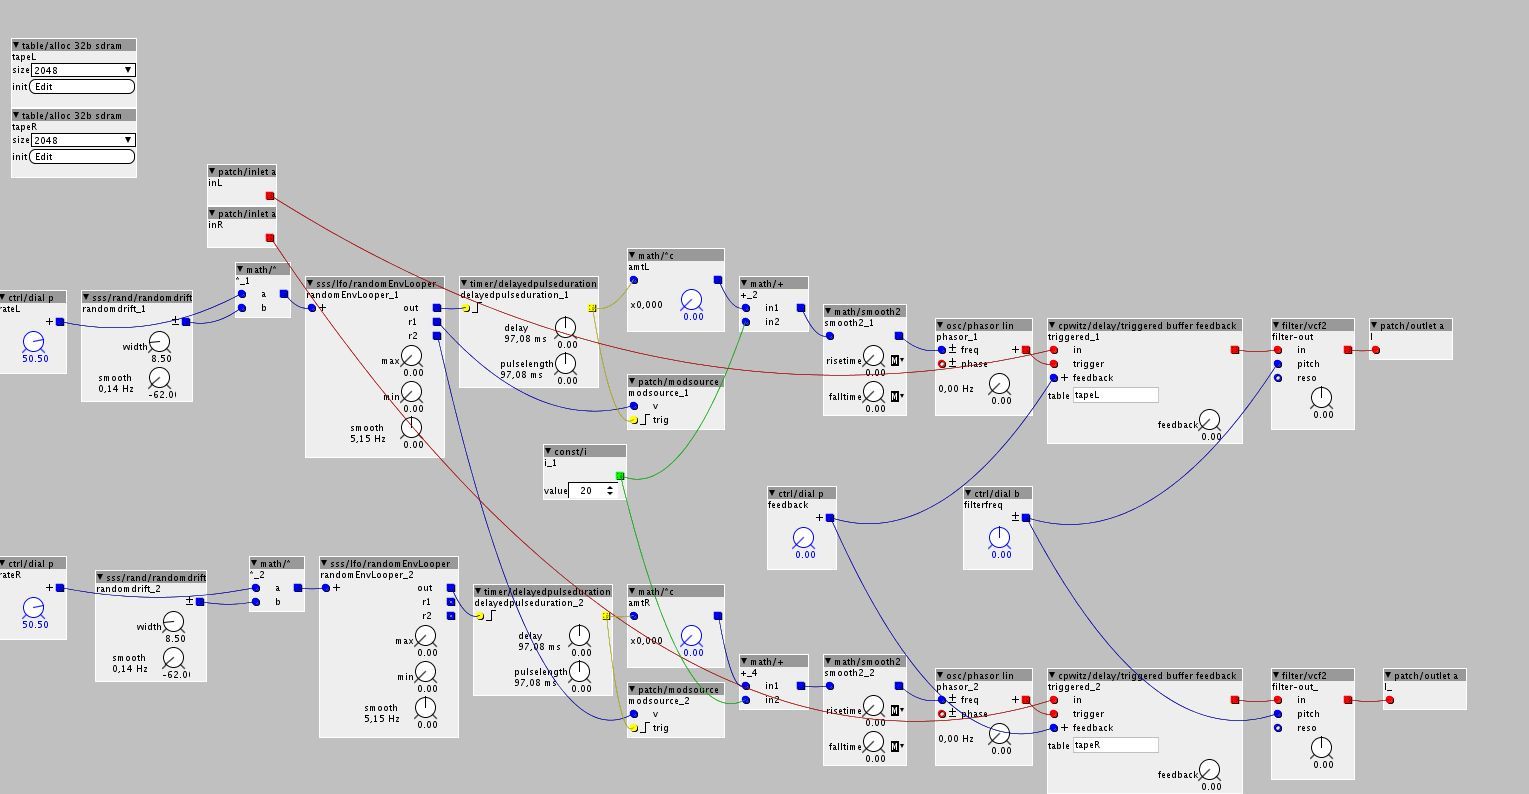 table/alloc 32b sdram
tapeL
size 2048
init Edit
table/alloc 32b sdram
tapeR
size 2048
init Edit
patch/inlet a
inL
patch/inlet a
inR
ctrl/dial p
rateL
+
50.50
sss/rand/randomdrift
randomdrift_1
±
width
8.50
smooth
0,14 Hz
-62.0
math/*
*_1
a
b
sss/lfo/randomEnvLooper
randomEnvLooper_1
+
out
r1
r2
max
0.00
min
0.00
smooth
5,15 Hz
0.00
timer/delayedpulseduration
delayedpulseduration_1
delay
97,08 ms
0.00
pulselength
97,08 ms
0.00
math/*c
amtL
x0,000
0.00
patch/modsource
modsource_1
v
trig
math/+
+_2
in1
in2
math/smooth2
smooth2_1
risetime M
0.00
falltime M
0.00
osc/phasor lin
phasor_1
± freq +
± phase
0,00 Hz
0.00
cpwitz/delay/triggered buffer feedback
triggered_1
in
trigger
+ feedback
table tapeL
feedback
0.00
filter/vcf2
filter-out
in
pitch
reso
0.00
patch/outlet a
l
const/i
i_1
value 20
ctrl/dial p
feedback
+
0.00
ctrl/dial b
filterfreq
±
0.00
ctrl/dial p
rateR
+
50.50
sss/rand/randomdrift
randomdrift_2
±
width
8.50
smooth
0,14 Hz
-62.0
math/*
*_2
a
b
sss/lfo/randomEnvLooper
randomEnvLooper_2
+
out
r1
r2
max
0.00
min
0.00
smooth
5,15 Hz
0.00
timer/delayedpulseduration
delayedpulseduration_2
delay
97,08 ms
0.00
pulselength
97,08 ms
0.00
math/*c
amtR
x0,000
0.00
patch/modsource
modsource_2
v
trig
math/+
+_4
in1
in2
math/smooth2
smooth2_2
risetime M
0.00
falltime M
0.00
osc/phasor lin
phasor_2
± freq +
± phase
0,00 Hz
0.00
cpwitz/delay/triggered buffer feedback
triggered_2
in
trigger
+ feedback
table tapeR
feedback
0.00
filter/vcf2
filter-out_
in
pitch
reso
0.00
patch/outlet a
l_